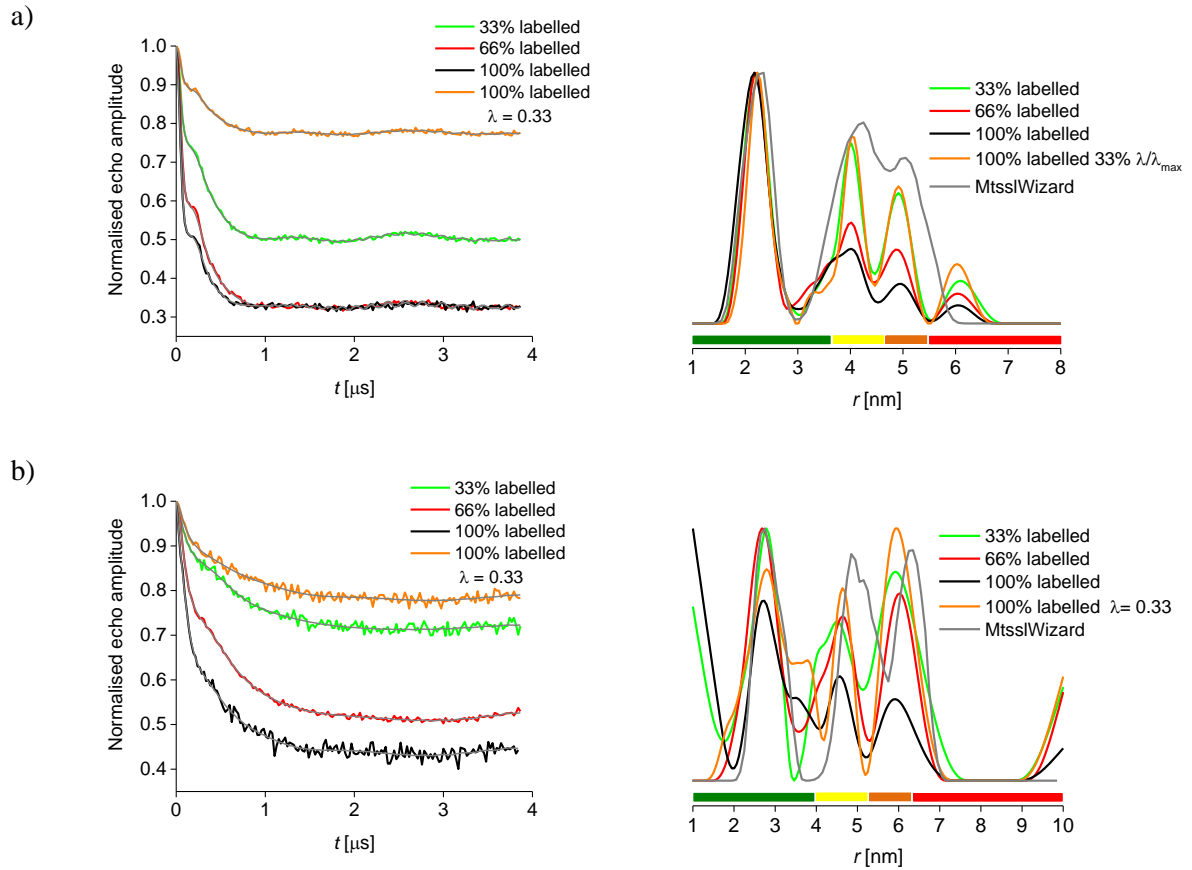 a)
33% labelled
66% labelled
100% labelled
100% labelled
λ = 0.33
Normalised echo amplitude
1.0
0.9
0.8
0.7
0.6
0.5
0.4
0.3
0 1 2 3 4
t [μs]
33% labelled
66% labelled
100% labelled
100% labelled 33% λ/λmax
MtsslWizard
1 2 3 4 5 6 7 8
r [nm]
b)
33% labelled
66% labelled
100% labelled
100% labelled
λ = 0.33
Normalised echo amplitude
1.0
0.9
0.8
0.7
0.6
0.5
0.4
0 1 2 3 4
t [μs]
33% labelled
66% labelled
100% labelled
100% labelled λ= 0.33
MtsslWizard
1 2 3 4 5 6 7 8 9 10
r [nm]